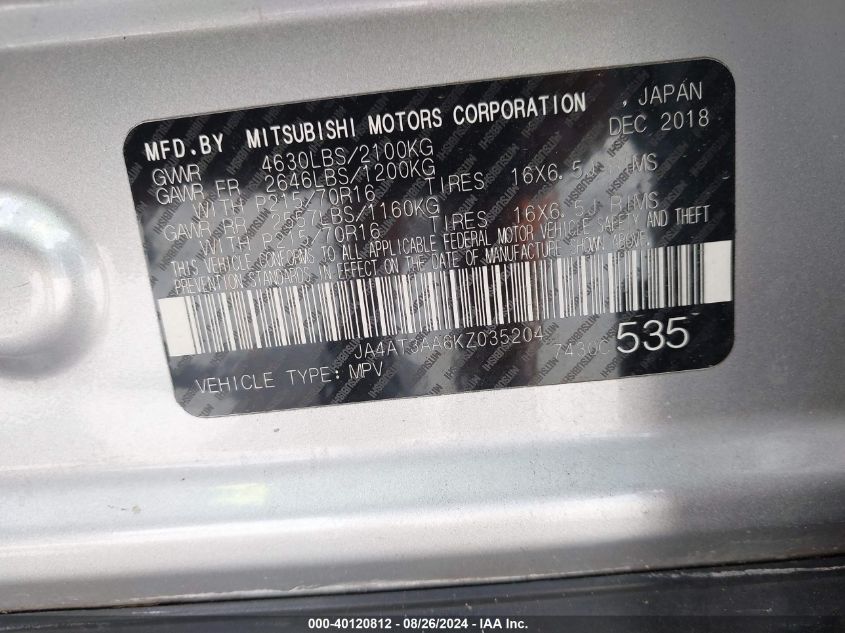 MFD.BY MITSUBISHI MOTORS CORPORATION , JAPAN
DEC 2018
GVWR 4630LBS/2100KG
GAWR FR 2646LBS/1200KG
WITH P215/70R16 TIRES 16X6.5J RIMS
GAWR RR 2557LBS/1160KG
WITH P215/70R16 TIRES 16X6.5J RIMS
THIS VEHICLE CONFORMS TO ALL APPLICABLE FEDERAL MOTOR VEHICLE SAFETY AND THEFT
PREVENTION STANDARDS IN EFFECT ON THE DATE OF MANUFACTURE SHOWN ABOVE.
JA4AT3AA6KZ035204
7430C 535
VEHICLE TYPE: MPV
000-40120812 - 08/26/2024 - IAA Inc.